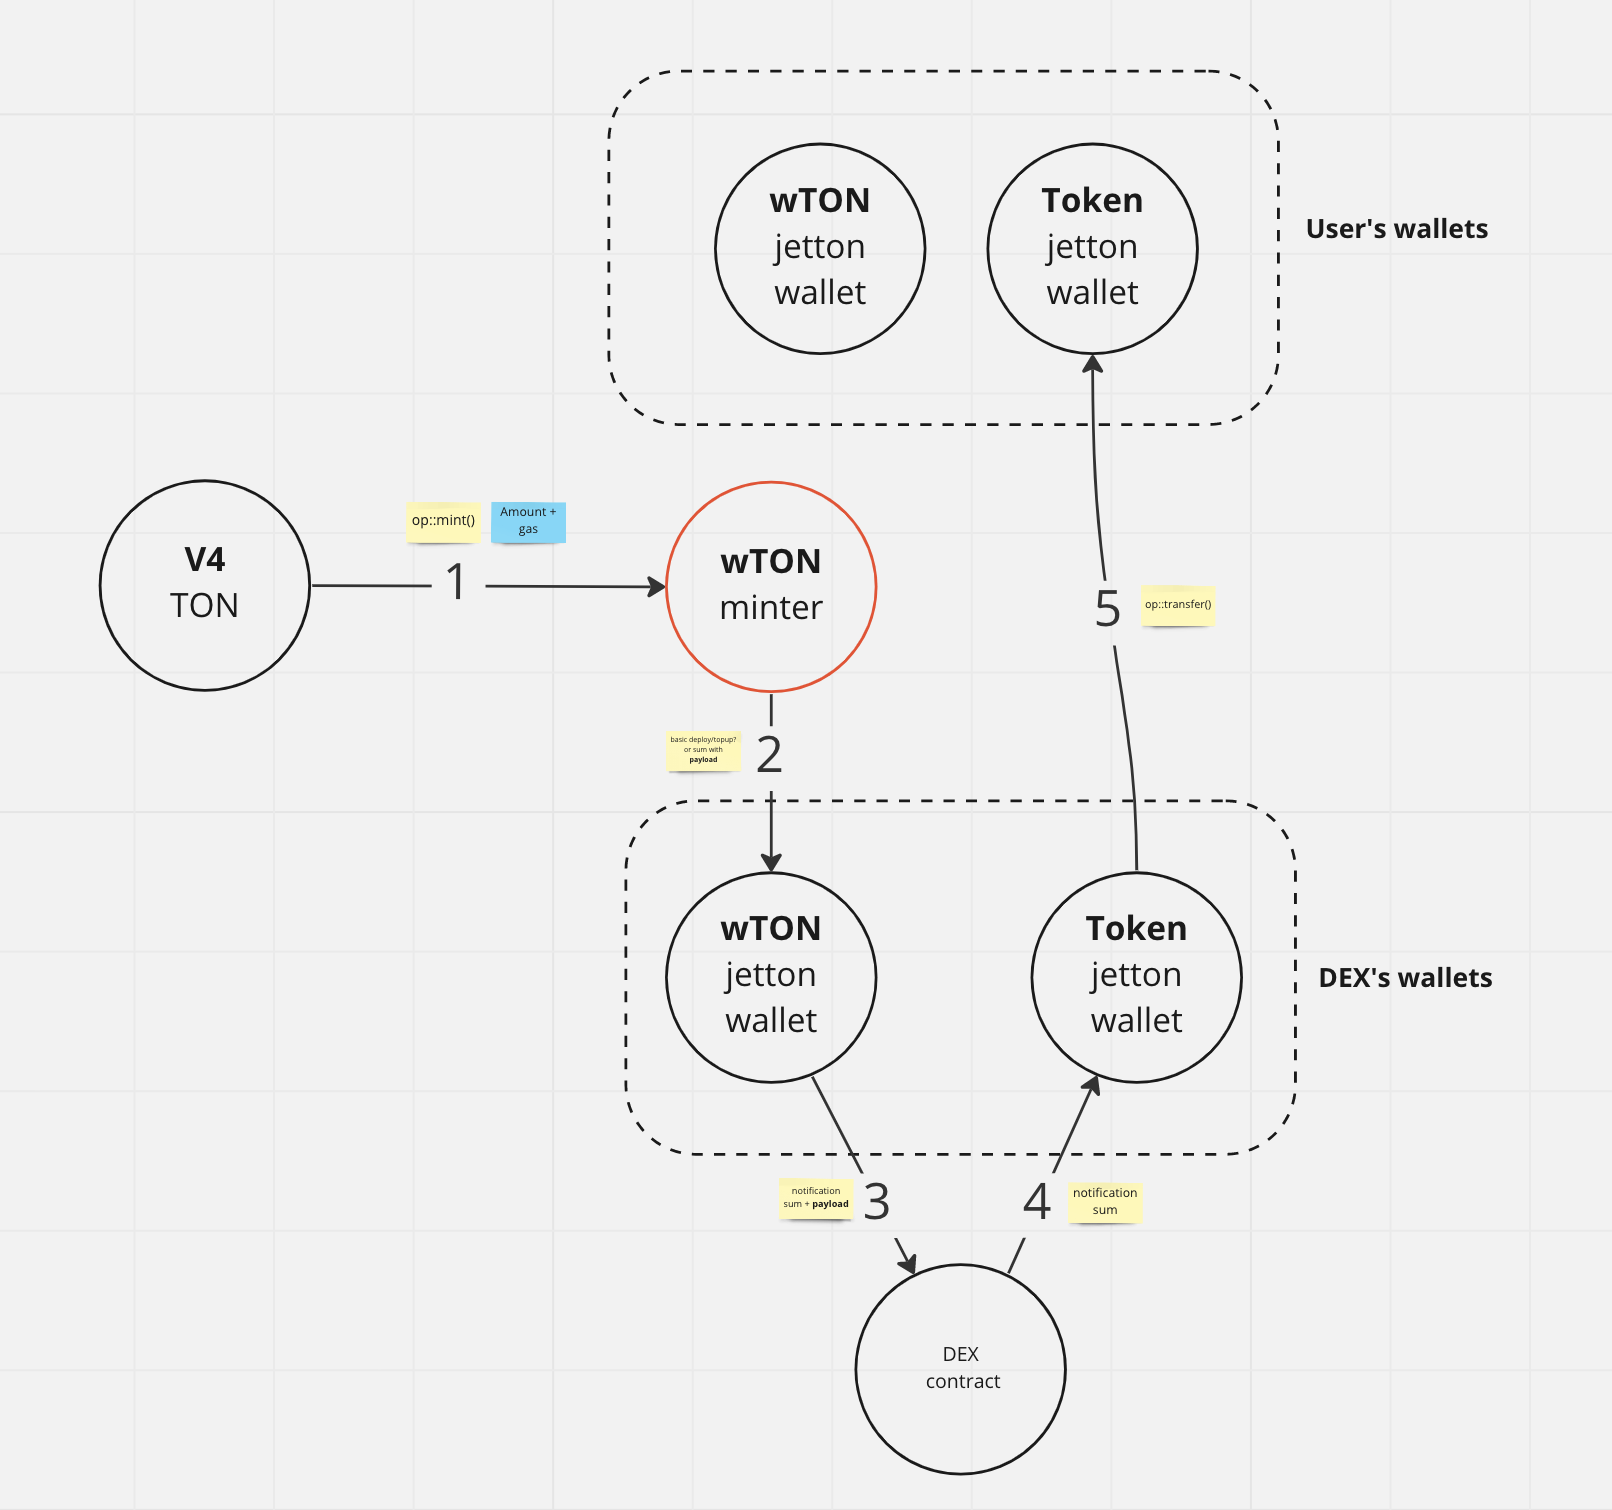 wTON
jetton
wallet
Token
jetton
wallet
User's wallets
op::mint()
Amount +
gas
V4
TON
1
wTON
minter
5
op::transfer()
basic deploy/topup?
or sum with
payload
2
wTON
jetton
wallet
Token
jetton
wallet
DEX's wallets
notification
sum + payload
3
4
notification
sum
DEX
contract